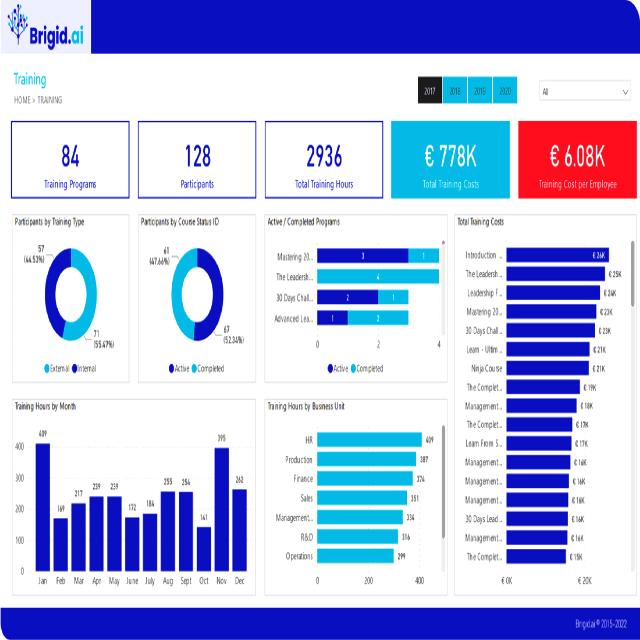 Brigid.ai
Training
HOME > TRAINING
2017 2018 2019 2020
All
84
Training Programs
128
Participants
2936
Total Training Hours
€ 778K
Total Training Costs
€ 6.08K
Training Cost per Employee
Participants by Training Type
57
(44.53%)
71
(55.47%)
External Internal
Participants by Course Status ID
61
(47.66%)
67
(52.34%)
Active Completed
Active / Completed Programs
Mastering 20... 3 1
The Leadersh... 4
30 Days Chall... 2 1
Advanced Lea... 1 2
0 2 4
Active Completed
Total Training Costs
Introduction ... € 26K
The Leadersh... € 25K
Leadership F... € 24K
Mastering 20... € 23K
30 Days Chall... € 23K
Learn - Ultim... € 21K
Ninja Course € 21K
The Complet... € 19K
Management... € 18K
The Complet... € 17K
Learn From S... € 17K
Management... € 16K
Management... € 16K
Management... € 16K
30 Days Lead... € 16K
Management... € 16K
The Complet... € 15K
€ 0K € 20K
Training Hours by Month
400
300
200
100
0
409 169 217 239 239 172 184 255 254 141 395 262
Jan Feb Mar Apr May June July Aug Sept Oct Nov Dec
Training Hours by Business Unit
HR 409
Production 387
Finance 374
Sales 351
Management... 334
R&D 316
Operations 299
0 200 400
Brigid.ai © 2015-2022